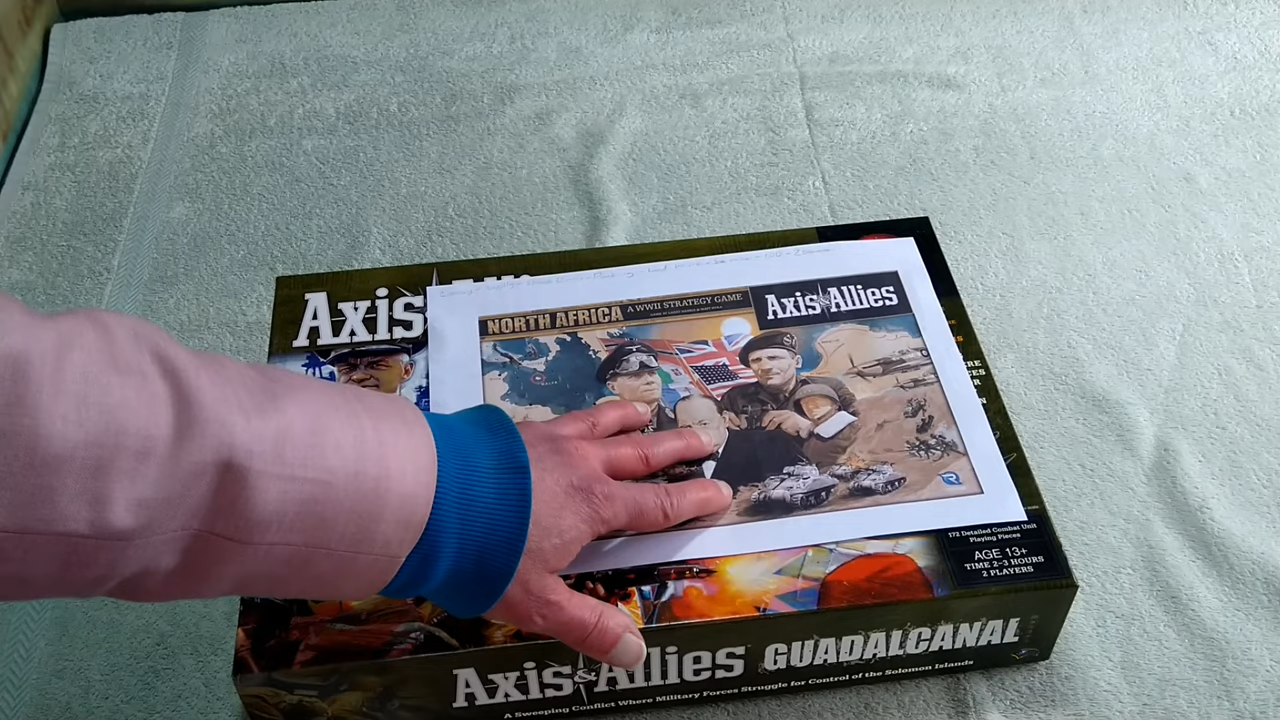 Axis
NORTH AFRICA
A WWII STRATEGY GAME
Axis & Allies
172 Detailed Combat Unit
Playing Pieces
AGE 13+
TIME 2-3 HOURS
2 PLAYERS
Axis & Allies GUADALCANAL
A Sweeping Conflict Where Military Forces Struggle for Control of the Solomon Islands